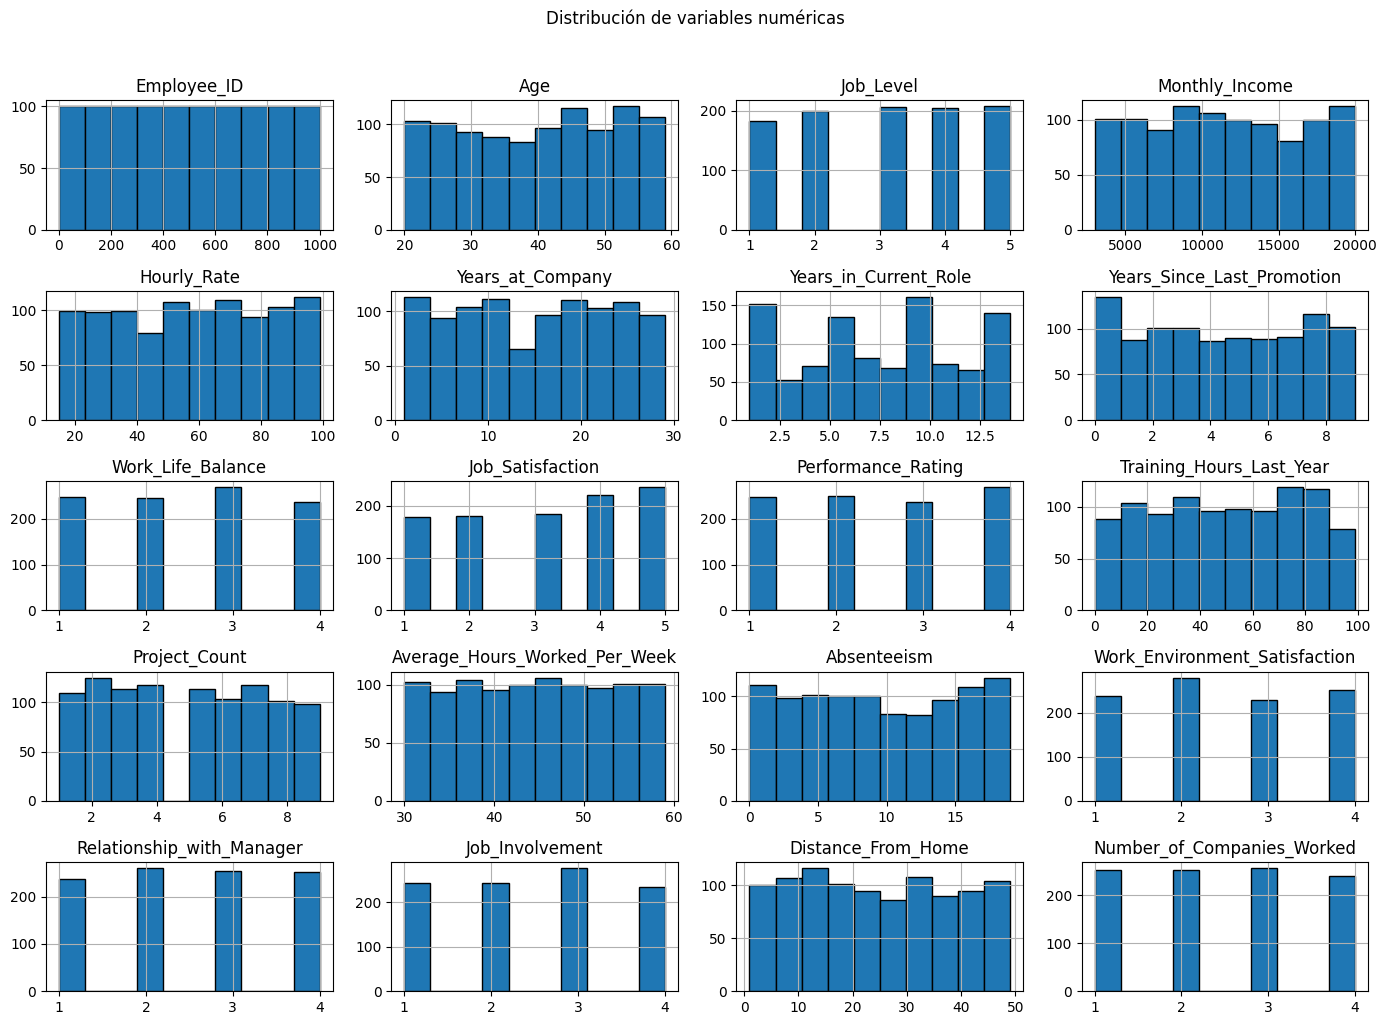 Distribución de variables numéricas
Employee_ID
100
50
0
0 200 400 600 800 1000
Age
100
50
0
20 30 40 50 60
Job_Level
200
100
0
1 2 3 4 5
Monthly_Income
100
50
0
5000 10000 15000 20000
Hourly_Rate
100
50
0
20 40 60 80 100
Years_at_Company
100
50
0
0 10 20 30
Years_in_Current_Role
150
100
50
0
2.5 5.0 7.5 10.0 12.5
Years_Since_Last_Promotion
100
50
0
0 2 4 6 8
Work_Life_Balance
200
100
0
1 2 3 4
Job_Satisfaction
200
100
0
1 2 3 4 5
Performance_Rating
200
100
0
1 2 3 4
Training_Hours_Last_Year
100
50
0
0 20 40 60 80 100
Project_Count
100
50
0
2 4 6 8
Average_Hours_Worked_Per_Week
100
50
0
30 40 50 60
Absenteeism
100
50
0
0 5 10 15
Work_Environment_Satisfaction
200
100
0
1 2 3 4
Relationship_with_Manager
200
100
0
1 2 3 4
Job_Involvement
200
100
0
1 2 3 4
Distance_From_Home
100
50
0
0 10 20 30 40 50
Number_of_Companies_Worked
200
100
0
1 2 3 4